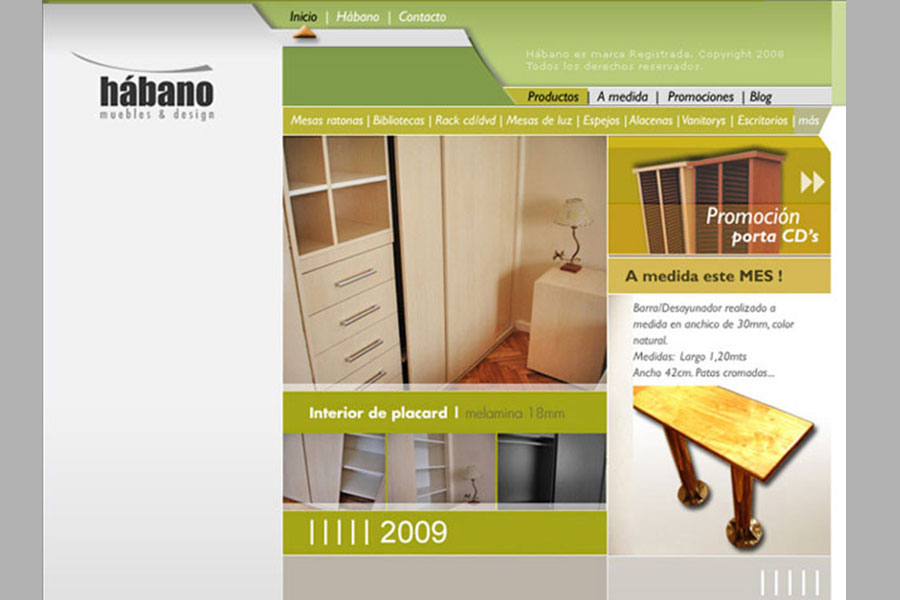 Inicio | Hábano | Contacto
hábano
muebles & design
Hábano es marca Registrada. Copyright 2008
Todos los derechos reservados.
Productos | A medida | Promociones | Blog
Mesas ratonas | Bibliotecas | Rack cd/dvd | Mesas de luz | Espejos | Alacenas | Vanitorys | Escritorios | más
Promoción
porta CD's
A medida este MES !
Barra/Desayunador realizado a
medida en anchico de 30mm, color
natural.
Medidas: Largo 1,20mts
Ancho 42cm. Patas cromadas...
Interior de placard | melamina 18mm
||||| 2009
|||||